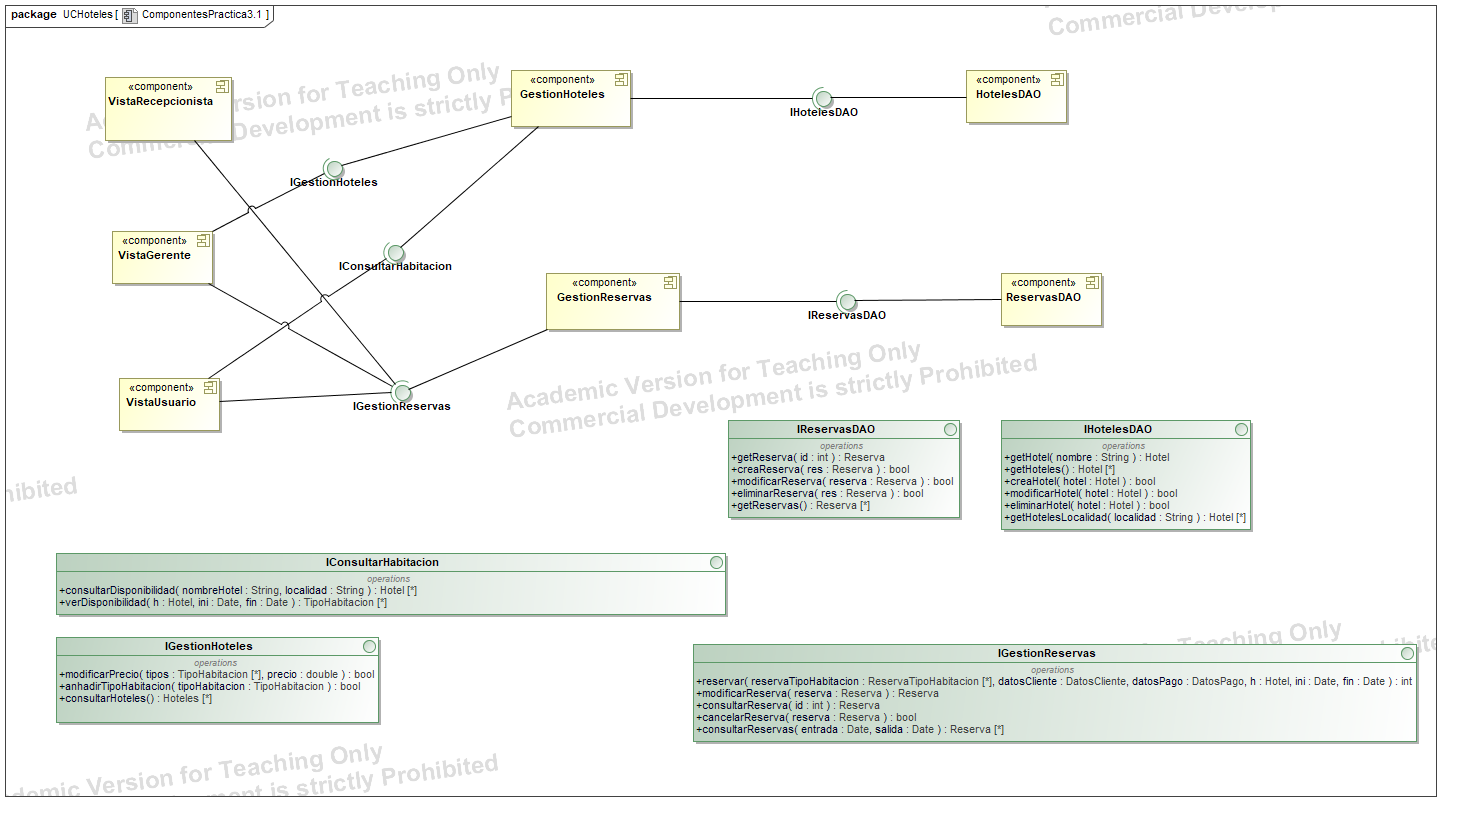 package UCHoteles [ ComponentesPractica3.1 ]
Commercial Develop
«component»
VistaRecepcionista
«component»
GestionHoteles
«component»
HotelesDAO
IHotelesDAO
Academic Version for Teaching Only
Commercial Development is strictly P
IGestionHoteles
«component»
VistaGerente
IConsultarHabitacion
«component»
GestionReservas
«component»
ReservasDAO
IReservasDAO
«component»
VistaUsuario
IGestionReservas
Academic Version for Teaching Only
Commercial Development is strictly Prohibited
hibited
IReservasDAO
operations
+getReserva( id : int ) : Reserva
+creaReserva( res : Reserva ) : bool
+modificarReserva( reserva : Reserva ) : bool
+eliminarReserva( res : Reserva ) : bool
+getReservas() : Reserva [*]
IHotelesDAO
operations
+getHotel( nombre : String ) : Hotel
+getHoteles() : Hotel [*]
+creaHotel( hotel : Hotel ) : bool
+modificarHotel( hotel : Hotel ) : bool
+eliminarHotel( hotel : Hotel ) : bool
+getHotelesLocalidad( localidad : String ) : Hotel [*]
IConsultarHabitacion
operations
+consultarDisponibilidad( nombreHotel : String, localidad : String ) : Hotel [*]
+verDisponibilidad( h : Hotel, ini : Date, fin : Date ) : TipoHabitacion [*]
IGestionHoteles
operations
+modificarPrecio( tipos : TipoHabitacion [*], precio : double ) : bool
+anhadirTipoHabitacion( tipoHabitacion : TipoHabitacion ) : bool
+consultarHoteles() : Hoteles [*]
Teaching Only
IGestionReservas
operations
+reservar( reservaTipoHabitacion : ReservaTipoHabitacion [*], datosCliente : DatosCliente, datosPago : DatosPago, h : Hotel, ini : Date, fin : Date ) : int
+modificarReserva( reserva : Reserva ) : Reserva
+consultarReserva( id : int ) : Reserva
+cancelarReserva( reserva : Reserva ) : bool
+consultarReservas( entrada : Date, salida : Date ) : Reserva [*]
demic Version for Teaching Only
ent is strictly Prohibited